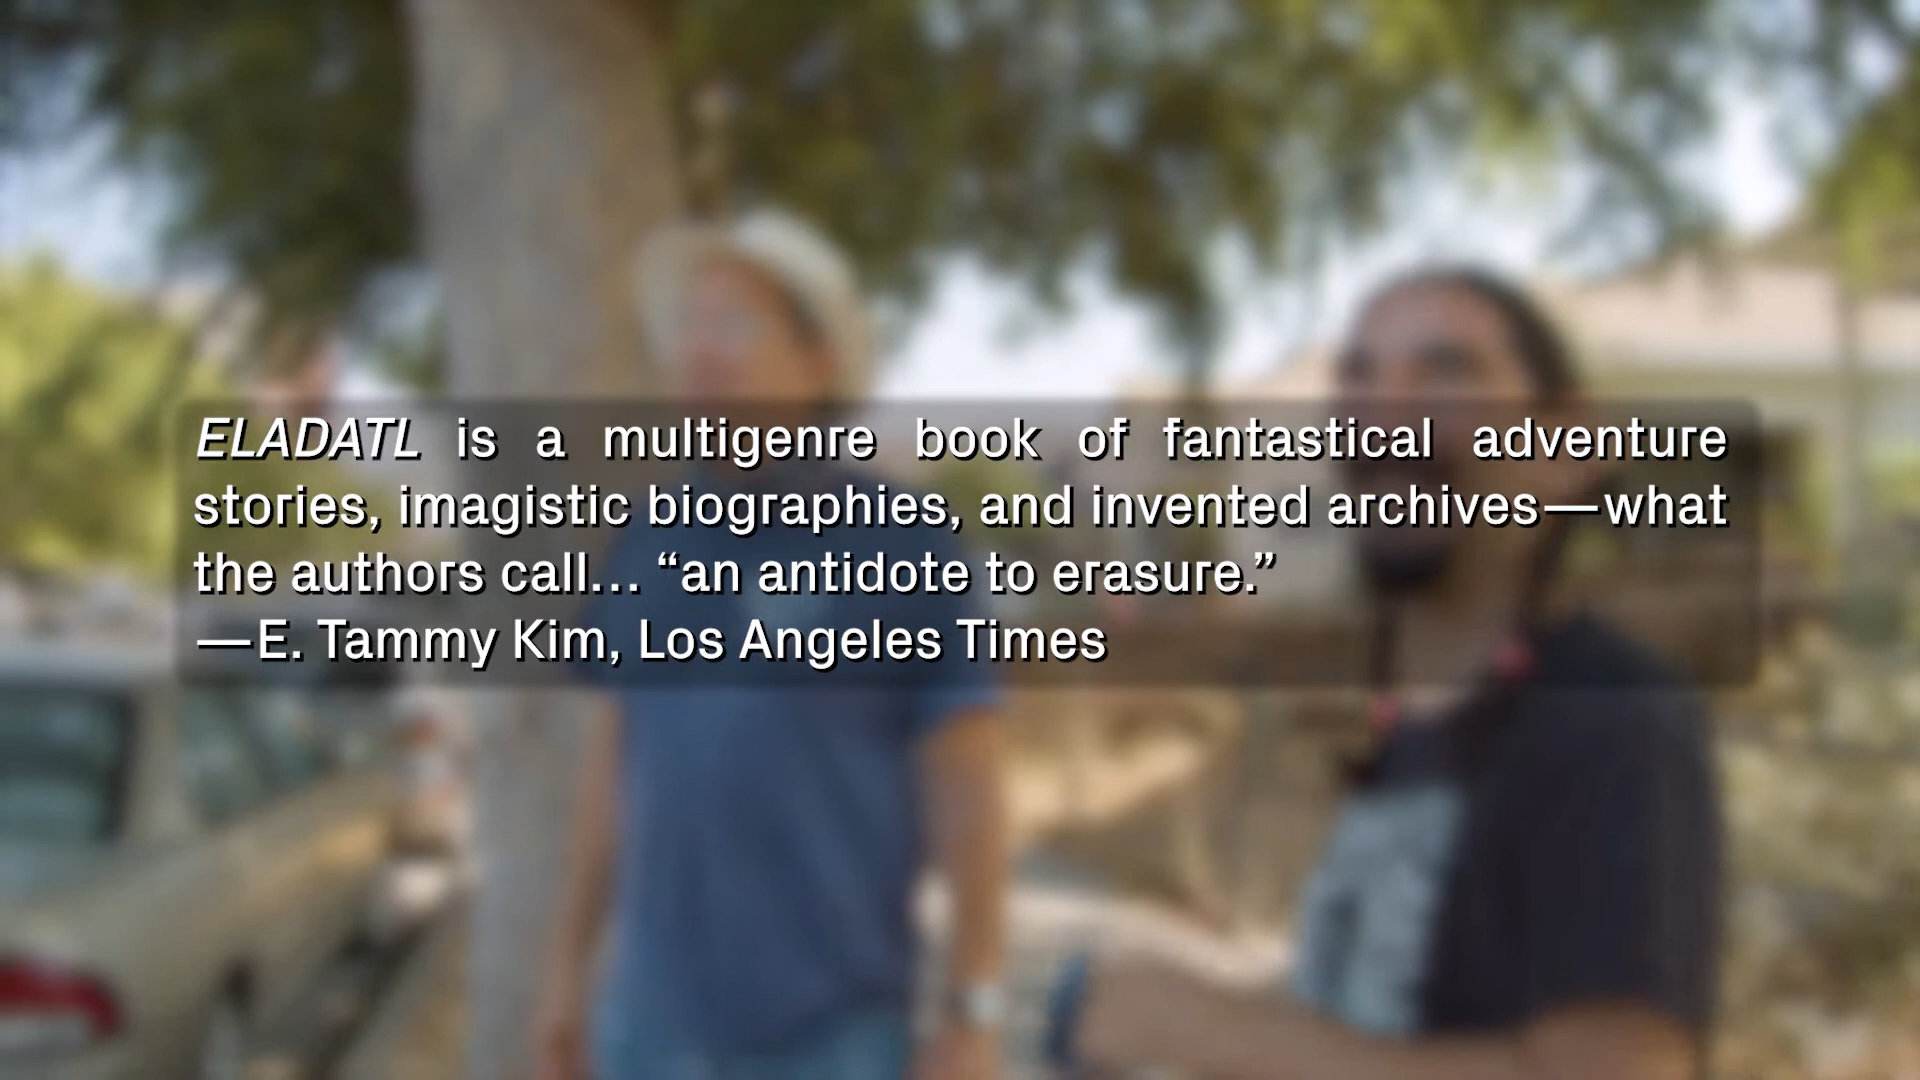 ELADATL is a multigenre book of fantastical adventure
stories, imagistic biographies, and invented archives—what
the authors call... “an antidote to erasure.”
—E. Tammy Kim, Los Angeles Times